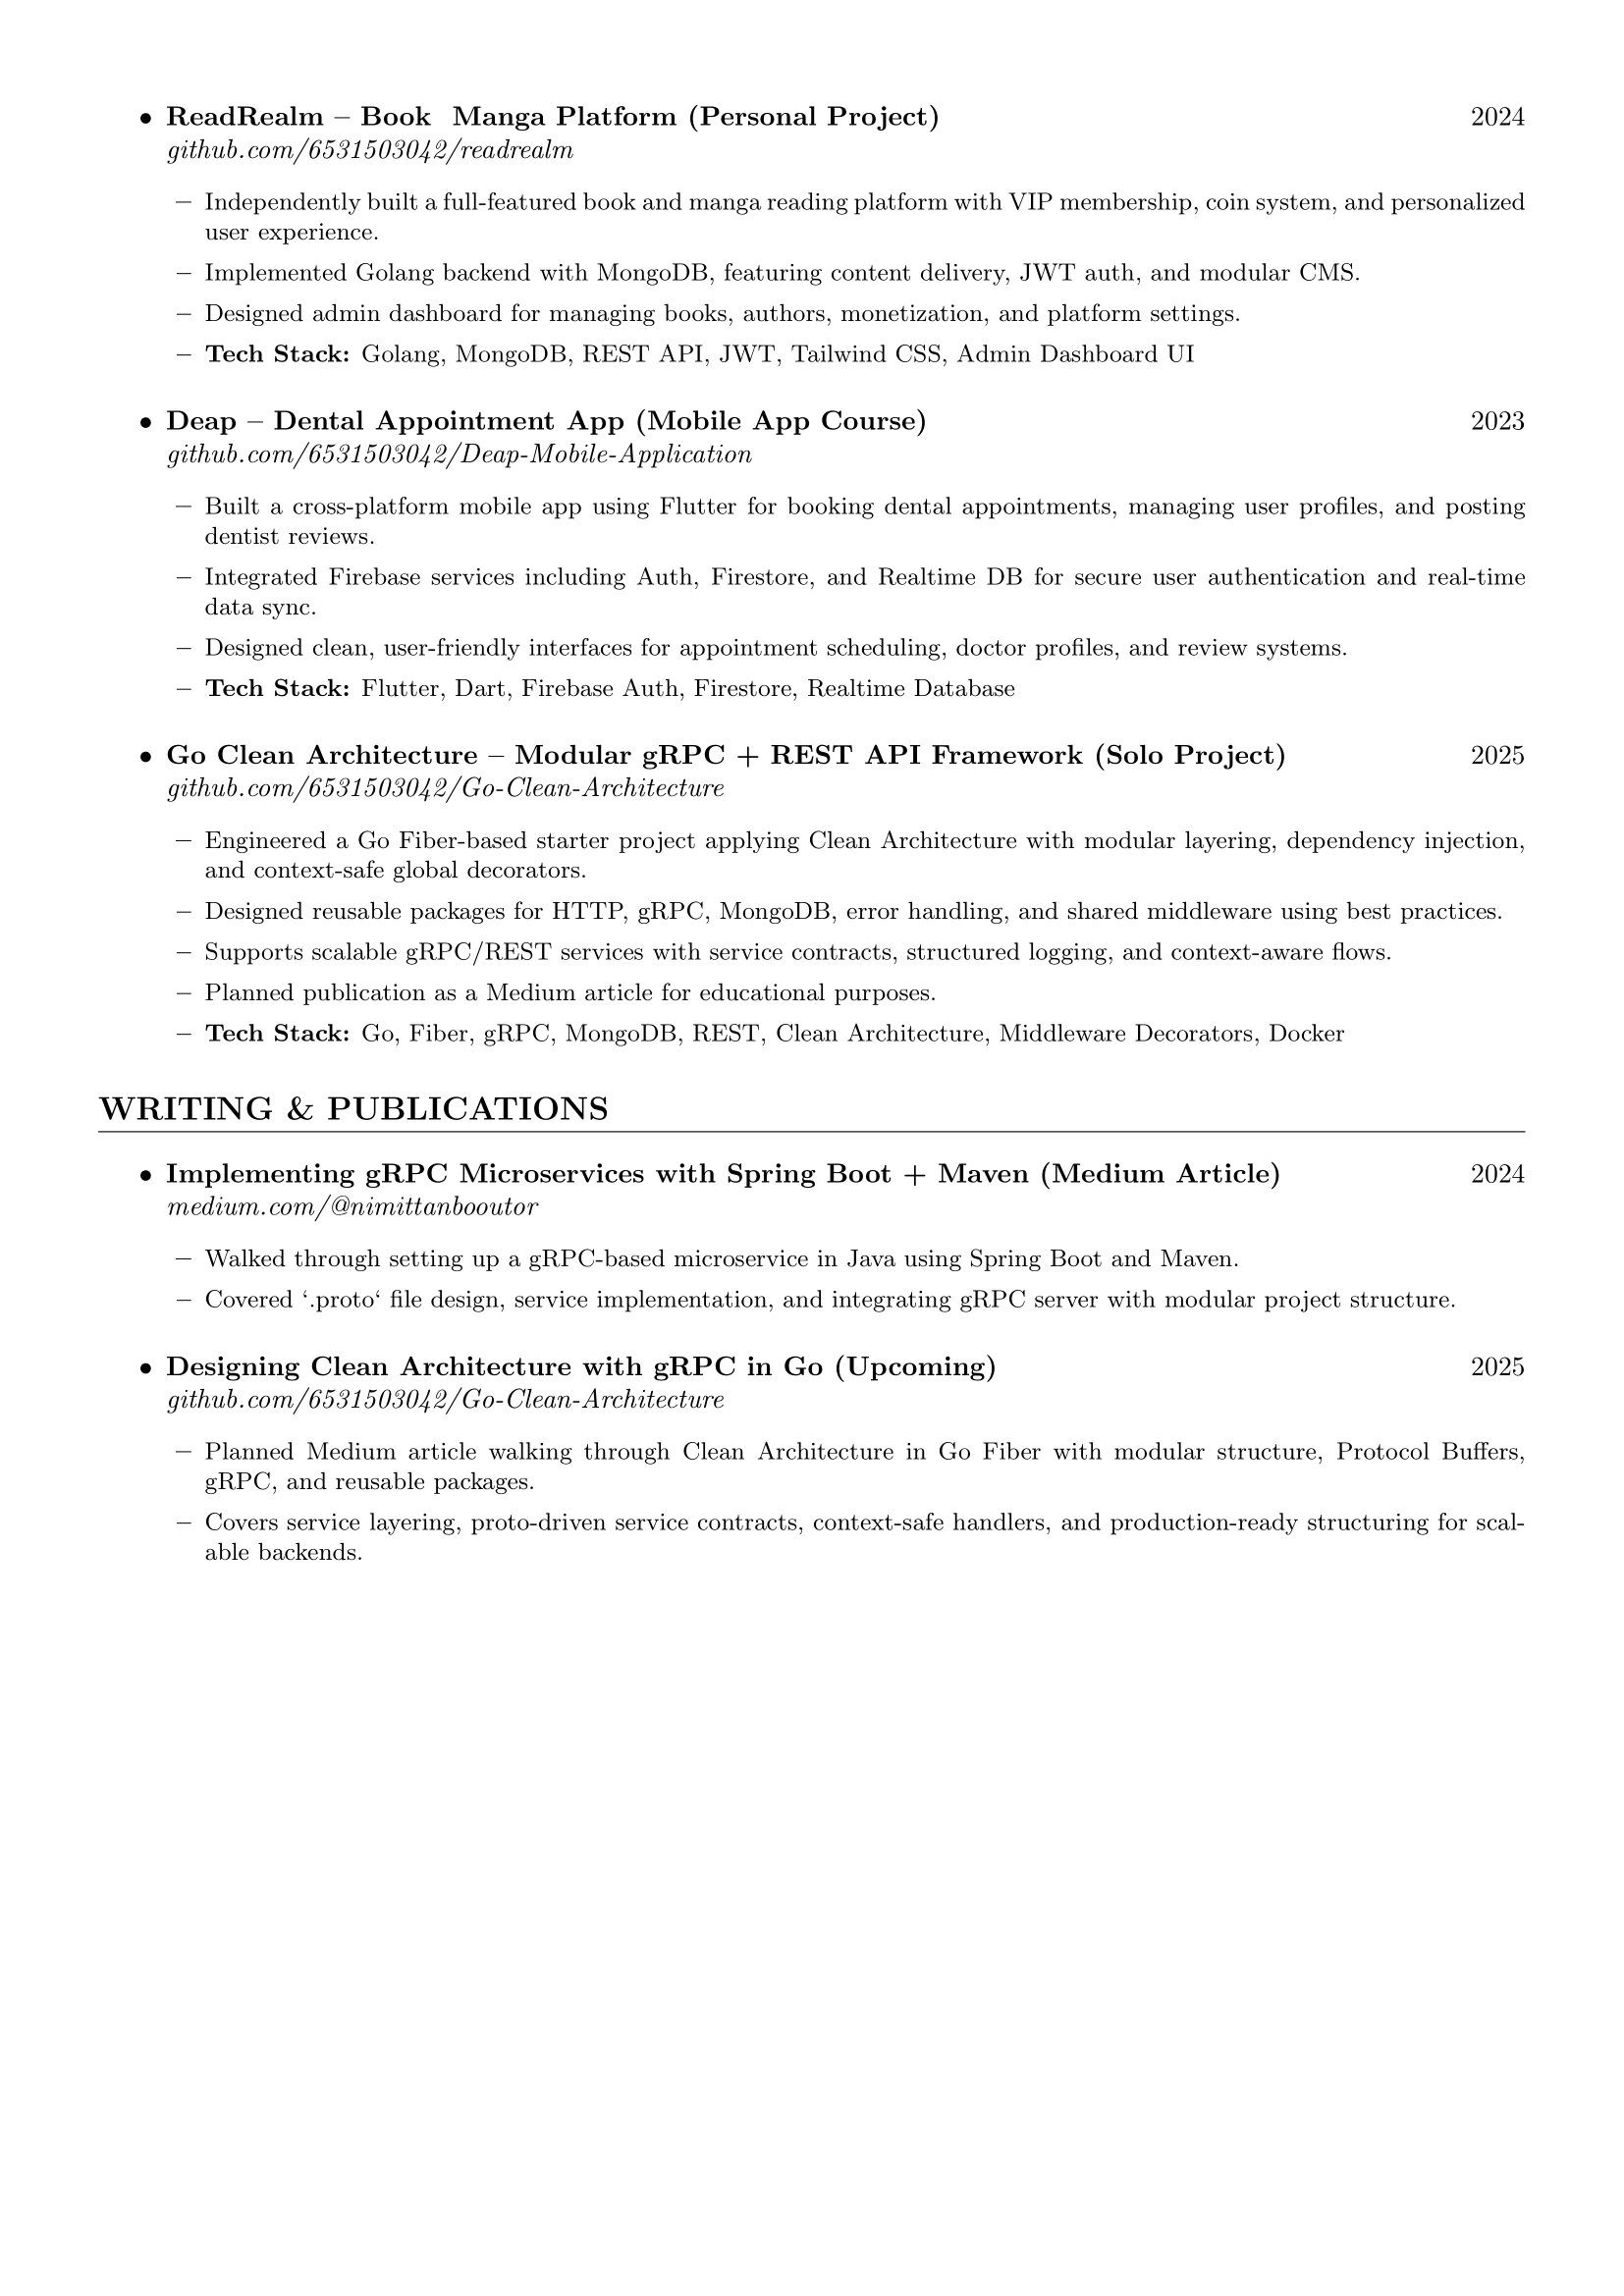 • ReadRealm – Book  Manga Platform (Personal Project) 2024
github.com/6531503042/readrealm
– Independently built a full-featured book and manga reading platform with VIP membership, coin system, and personalized
user experience.
– Implemented Golang backend with MongoDB, featuring content delivery, JWT auth, and modular CMS.
– Designed admin dashboard for managing books, authors, monetization, and platform settings.
– Tech Stack: Golang, MongoDB, REST API, JWT, Tailwind CSS, Admin Dashboard UI
• Deap – Dental Appointment App (Mobile App Course) 2023
github.com/6531503042/Deap-Mobile-Application
– Built a cross-platform mobile app using Flutter for booking dental appointments, managing user profiles, and posting
dentist reviews.
– Integrated Firebase services including Auth, Firestore, and Realtime DB for secure user authentication and real-time
data sync.
– Designed clean, user-friendly interfaces for appointment scheduling, doctor profiles, and review systems.
– Tech Stack: Flutter, Dart, Firebase Auth, Firestore, Realtime Database
• Go Clean Architecture – Modular gRPC + REST API Framework (Solo Project) 2025
github.com/6531503042/Go-Clean-Architecture
– Engineered a Go Fiber-based starter project applying Clean Architecture with modular layering, dependency injection,
and context-safe global decorators.
– Designed reusable packages for HTTP, gRPC, MongoDB, error handling, and shared middleware using best practices.
– Supports scalable gRPC/REST services with service contracts, structured logging, and context-aware flows.
– Planned publication as a Medium article for educational purposes.
– Tech Stack: Go, Fiber, gRPC, MongoDB, REST, Clean Architecture, Middleware Decorators, Docker
WRITING & PUBLICATIONS
• Implementing gRPC Microservices with Spring Boot + Maven (Medium Article) 2024
medium.com/@nimittanbooutor
– Walked through setting up a gRPC-based microservice in Java using Spring Boot and Maven.
– Covered ‘.proto‘ file design, service implementation, and integrating gRPC server with modular project structure.
• Designing Clean Architecture with gRPC in Go (Upcoming) 2025
github.com/6531503042/Go-Clean-Architecture
– Planned Medium article walking through Clean Architecture in Go Fiber with modular structure, Protocol Buffers,
gRPC, and reusable packages.
– Covers service layering, proto-driven service contracts, context-safe handlers, and production-ready structuring for scal-
able backends.